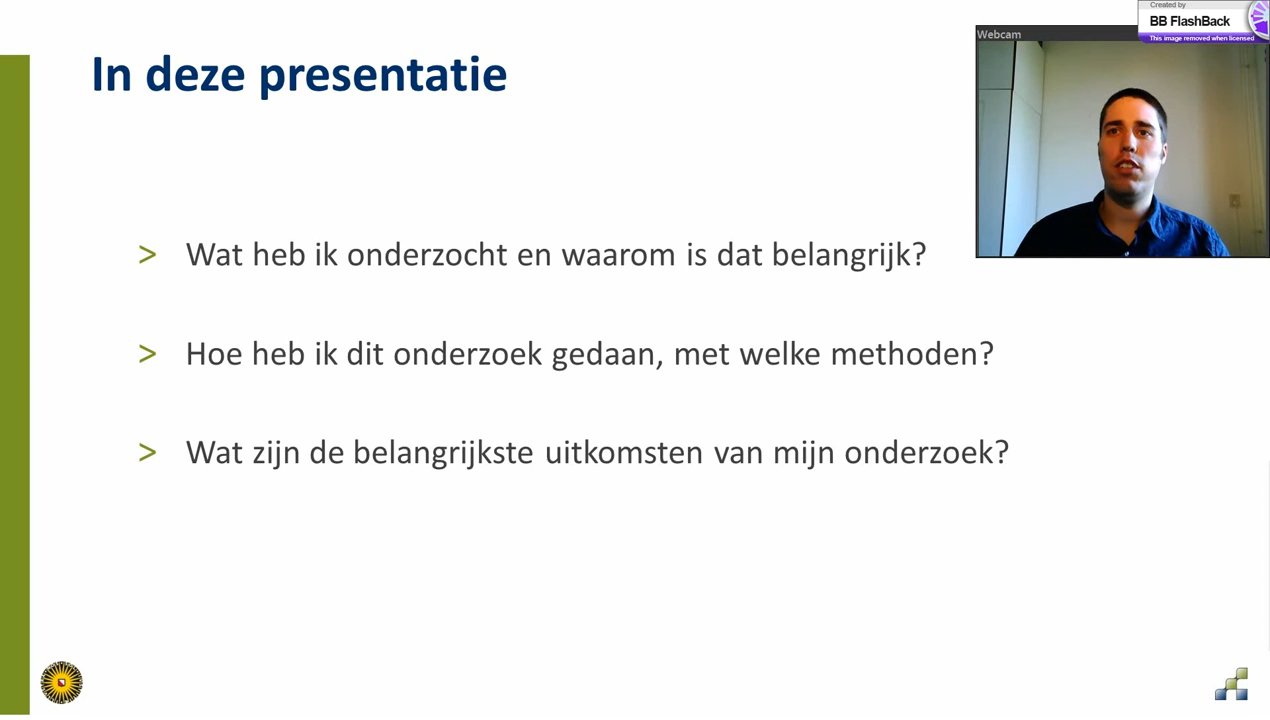 Created by
BB FlashBack
This image removed when licensed
Webcam
In deze presentatie
> Wat heb ik onderzocht en waarom is dat belangrijk?
> Hoe heb ik dit onderzoek gedaan, met welke methoden?
> Wat zijn de belangrijkste uitkomsten van mijn onderzoek?